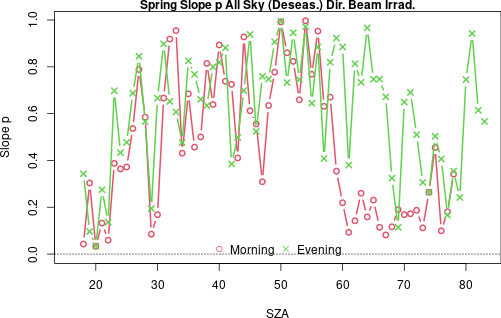 Spring Slope p All Sky (Deseas.) Dir. Beam Irrad.
1.0
0.8
0.6
0.4
0.2
0.0
Slope p
Morning
Evening
20
30
40
50
60
70
80
SZA